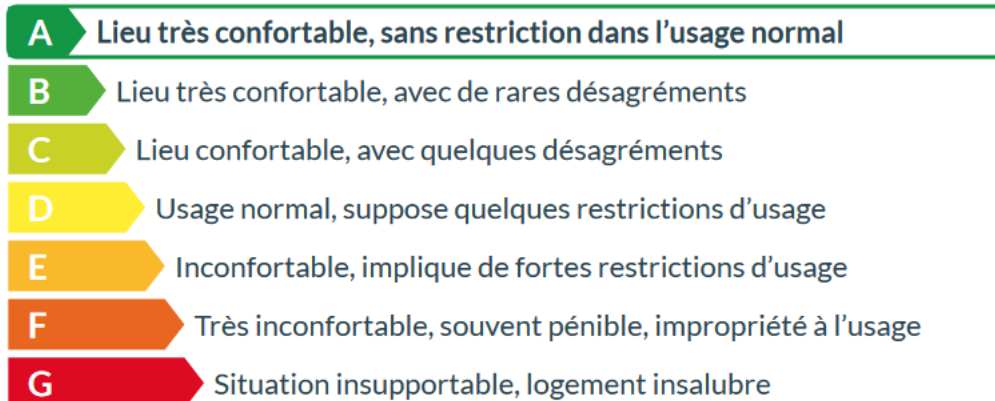 A Lieu très confortable, sans restriction dans l’usage normal
B Lieu très confortable, avec de rares désagréments
C Lieu confortable, avec quelques désagréments
D Usage normal, suppose quelques restrictions d’usage
E Inconfortable, implique de fortes restrictions d’usage
F Très inconfortable, souvent pénible, impropriété à l’usage
G Situation insupportable, logement insalubre